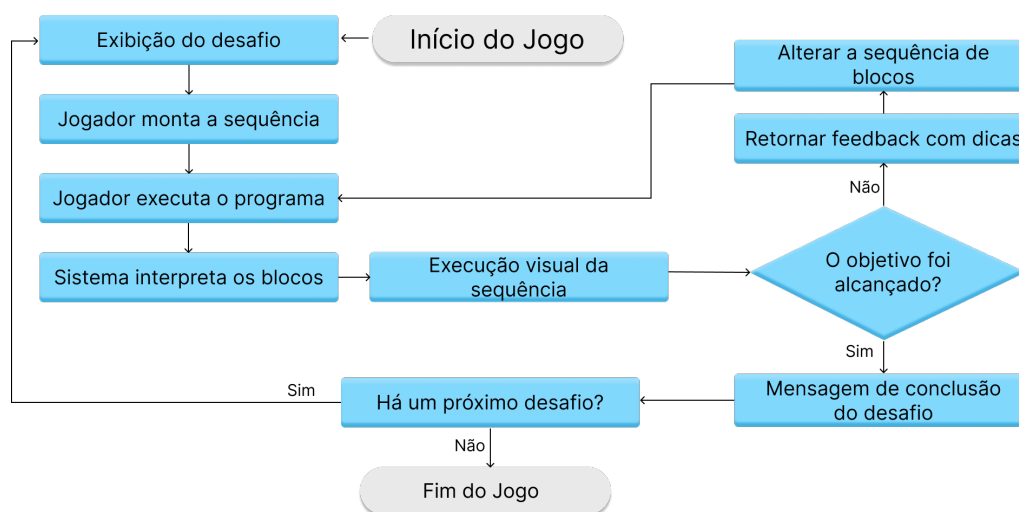 Início do Jogo
Exibição do desafio
Jogador monta a sequência
Jogador executa o programa
Sistema interpreta os blocos
Execução visual da
sequência
O objetivo foi
alcançado?
Não
Retornar feedback com dicas
Alterar a sequência de
blocos
Sim
Mensagem de conclusão
do desafio
Há um próximo desafio?
Sim
Não
Fim do Jogo